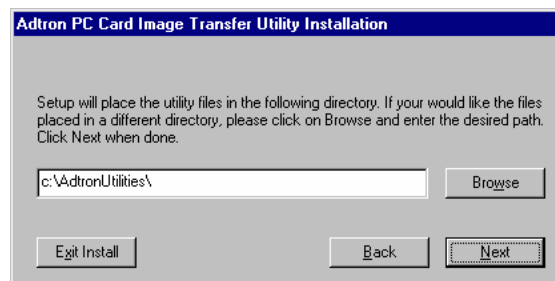 Adtron PC Card Image Transfer Utility Installation
Setup will place the utility files in the following directory. If your would like the files
placed in a different directory, please click on Browse and enter the desired path.
Click Next when done.
c:\AdtronUtilities\
Browse
Exit Install
Back
Next